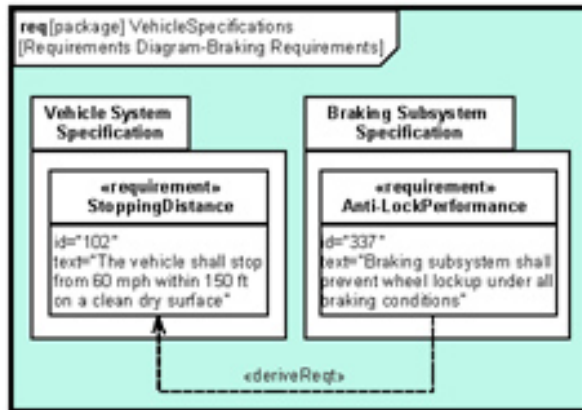 req[package] VehicleSpecifications
[Requirements Diagram-Braking Requirements]
Vehicle System
Specification
«requirement»
StoppingDistance
id="102"
text="The vehicle shall stop
from 60 mph within 150 ft
on a clean dry surface"
Braking Subsystem
Specification
«requirement»
Anti-LockPerformance
id="337"
text="Braking subsystem shall
prevent wheel lockup under all
braking conditions"
«deriveReqt»